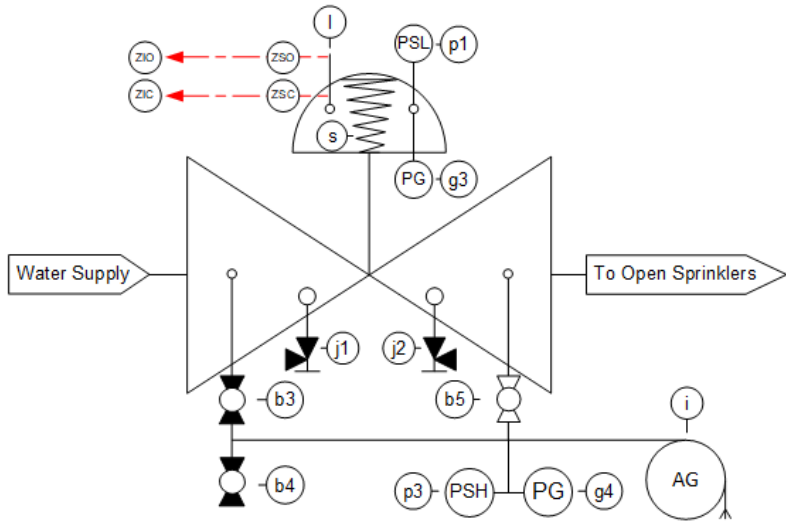 l
PSL
p1
ZIO
ZSO
ZIC
ZSC
s
PG
g3
Water Supply
To Open Sprinklers
j1
j2
b3
b5
i
b4
p3
PSH
PG
g4
AG